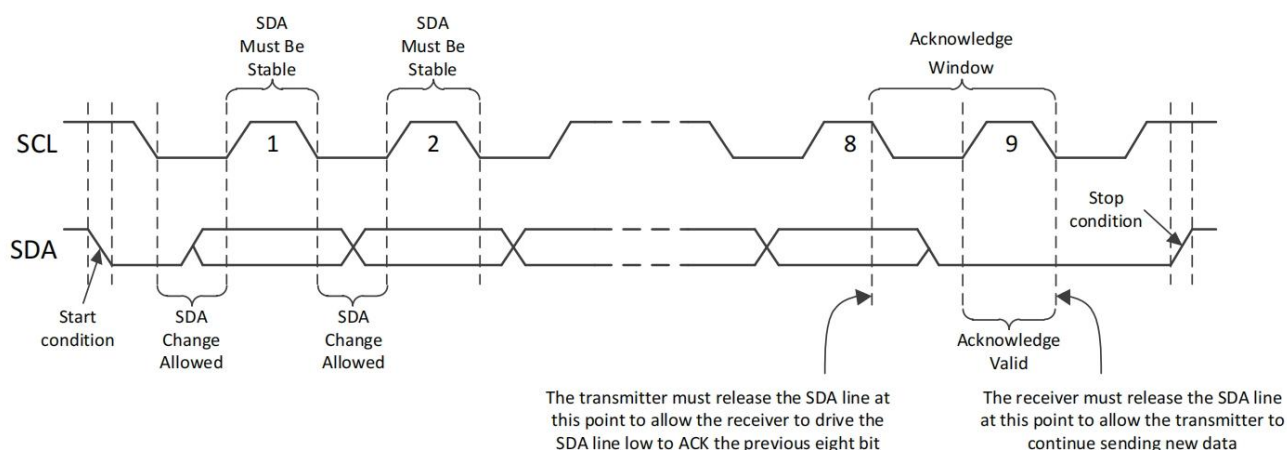 SDA
Must Be
Stable
SDA
Must Be
Stable
Acknowledge
Window
SCL
1
2
8
9
SDA
Stop
condition
Start
condition
SDA
Change
Allowed
SDA
Change
Allowed
Acknowledge
Valid
The transmitter must release the SDA line at
this point to allow the receiver to drive the
SDA line low to ACK the previous eight bit
The receiver must release the SDA line
at this point to allow the transmitter to
continue sending new data